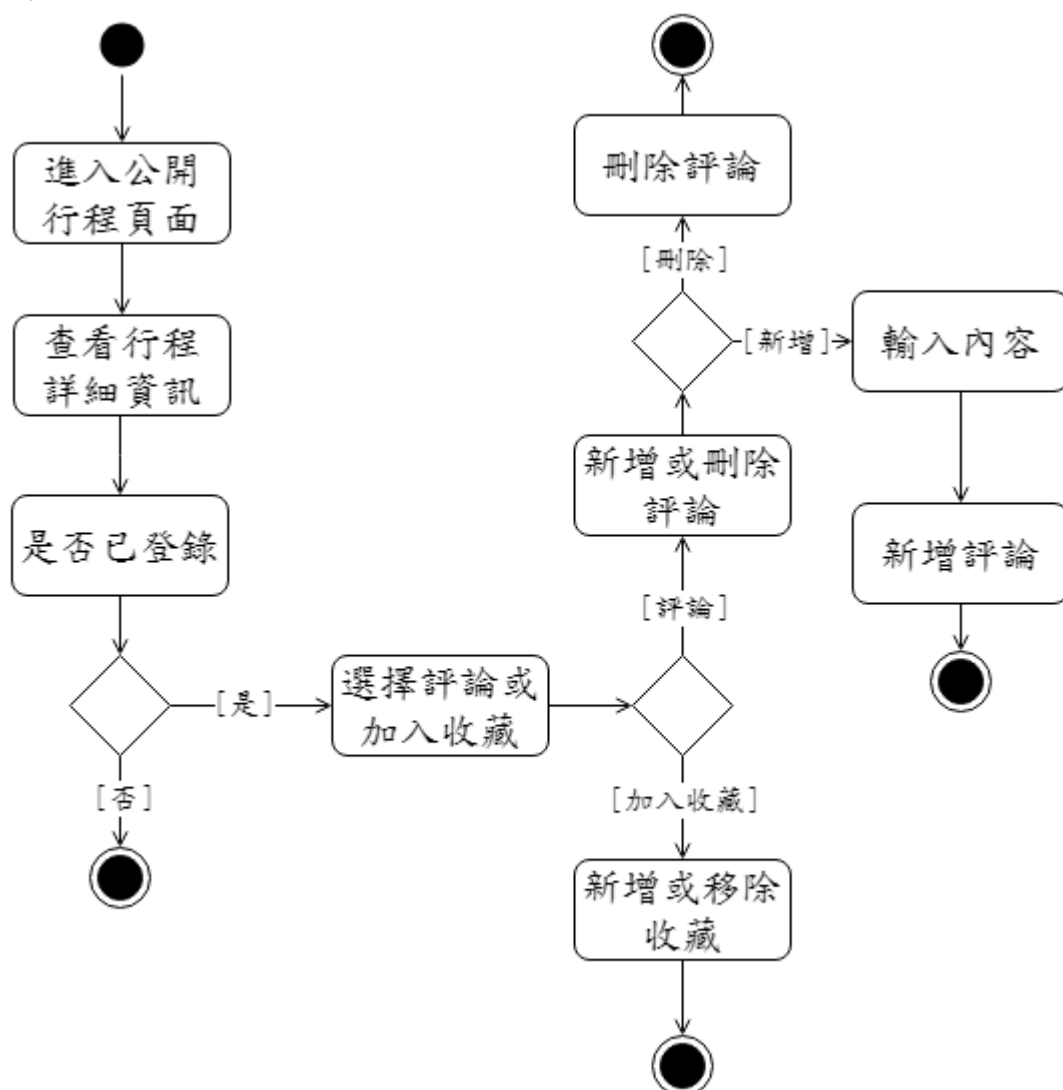 進入公開
行程頁面
查看行程
詳細資訊
是否已登錄
[是]
[否]
選擇評論或
加入收藏
[評論]
新增或刪除
評論
[刪除]
刪除評論
[新增]
輸入內容
新增評論
[加入收藏]
新增或移除
收藏